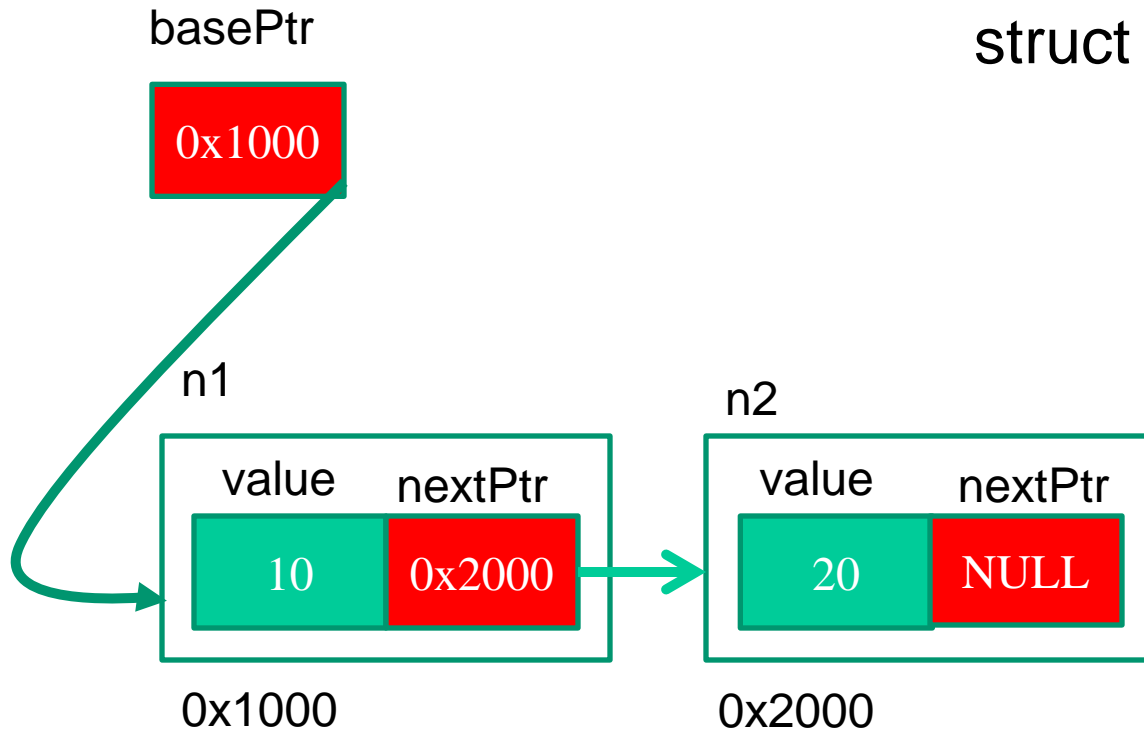 basePtr
struct
0x1000
n1
n2
value nextPtr
value nextPtr
10 0x2000
20 NULL
0x1000
0x2000